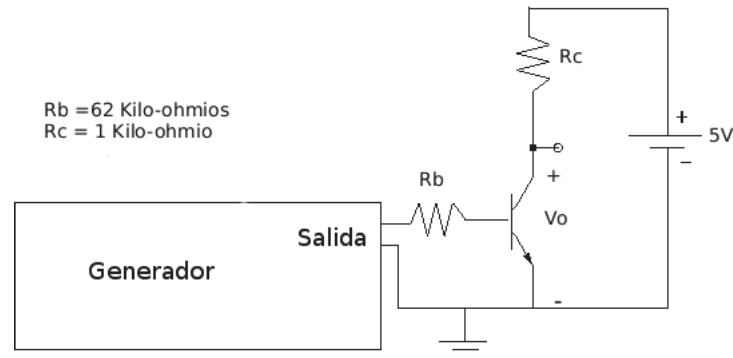 Rc
Rb =62 Kilo-ohmios
Rc = 1 Kilo-ohmio
+
5V
-
Rb
+
Vo
Salida
Generador
-